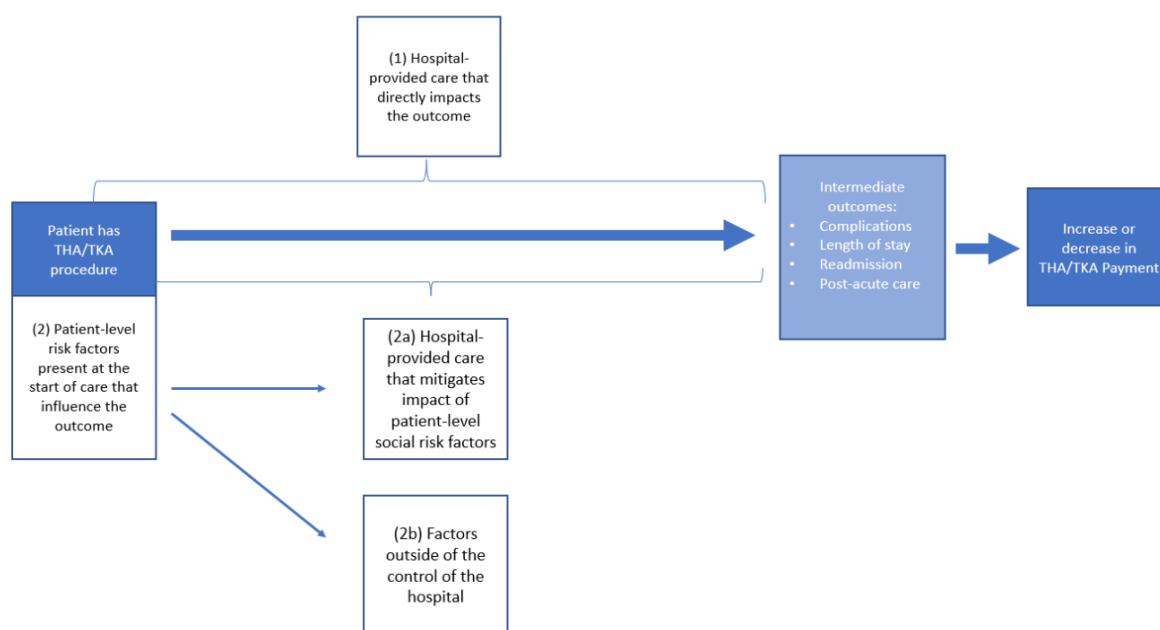 (1) Hospital-
provided care that
directly impacts
the outcome
Patient has
THA/TKA
procedure
(2) Patient-level
risk factors
present at the
start of care that
influence the
outcome
(2a) Hospital-
provided care
that mitigates
impact of
patient-level
social risk factors
(2b) Factors
outside of the
control of the
hospital
Intermediate
outcomes:
• Complications
• Length of stay
• Readmission
• Post-acute care
Increase or
decrease in
THA/TKA Payment